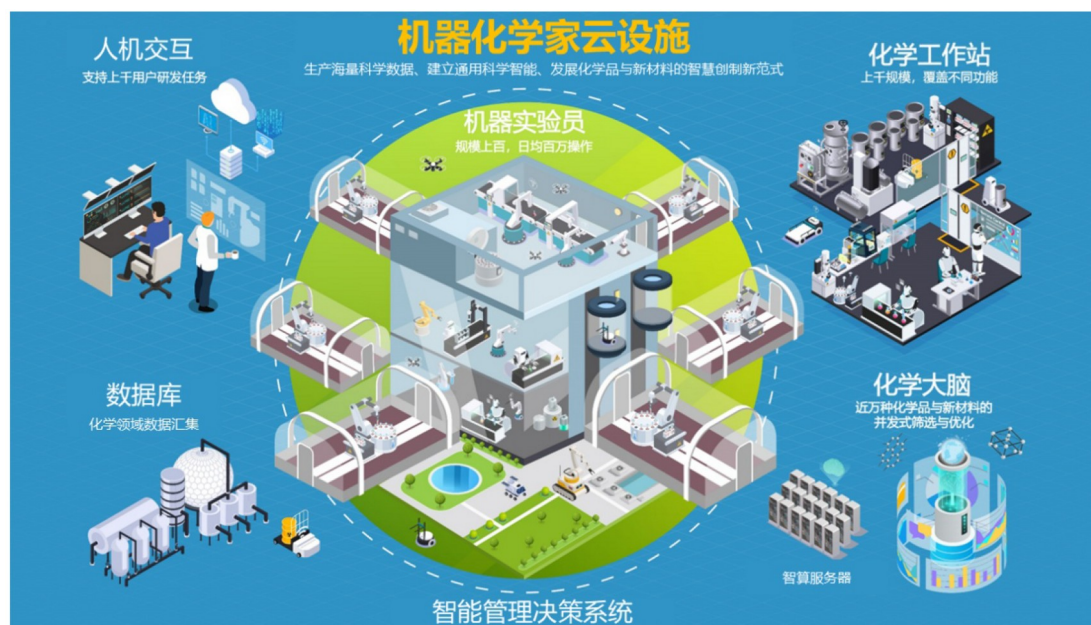 机器化学家云设施
生产海量科学数据、建立通用科学智能、发展化学品与新材料的智慧创制新范式
人机交互
支持上千用户研发任务
机器实验员
规模上百，日均百万操作
化学工作站
上千规模，覆盖不同功能
数据库
化学领域数据汇集
化学大脑
近万种化学品与新材料的
并发式筛选与优化
智算服务器
智能管理决策系统